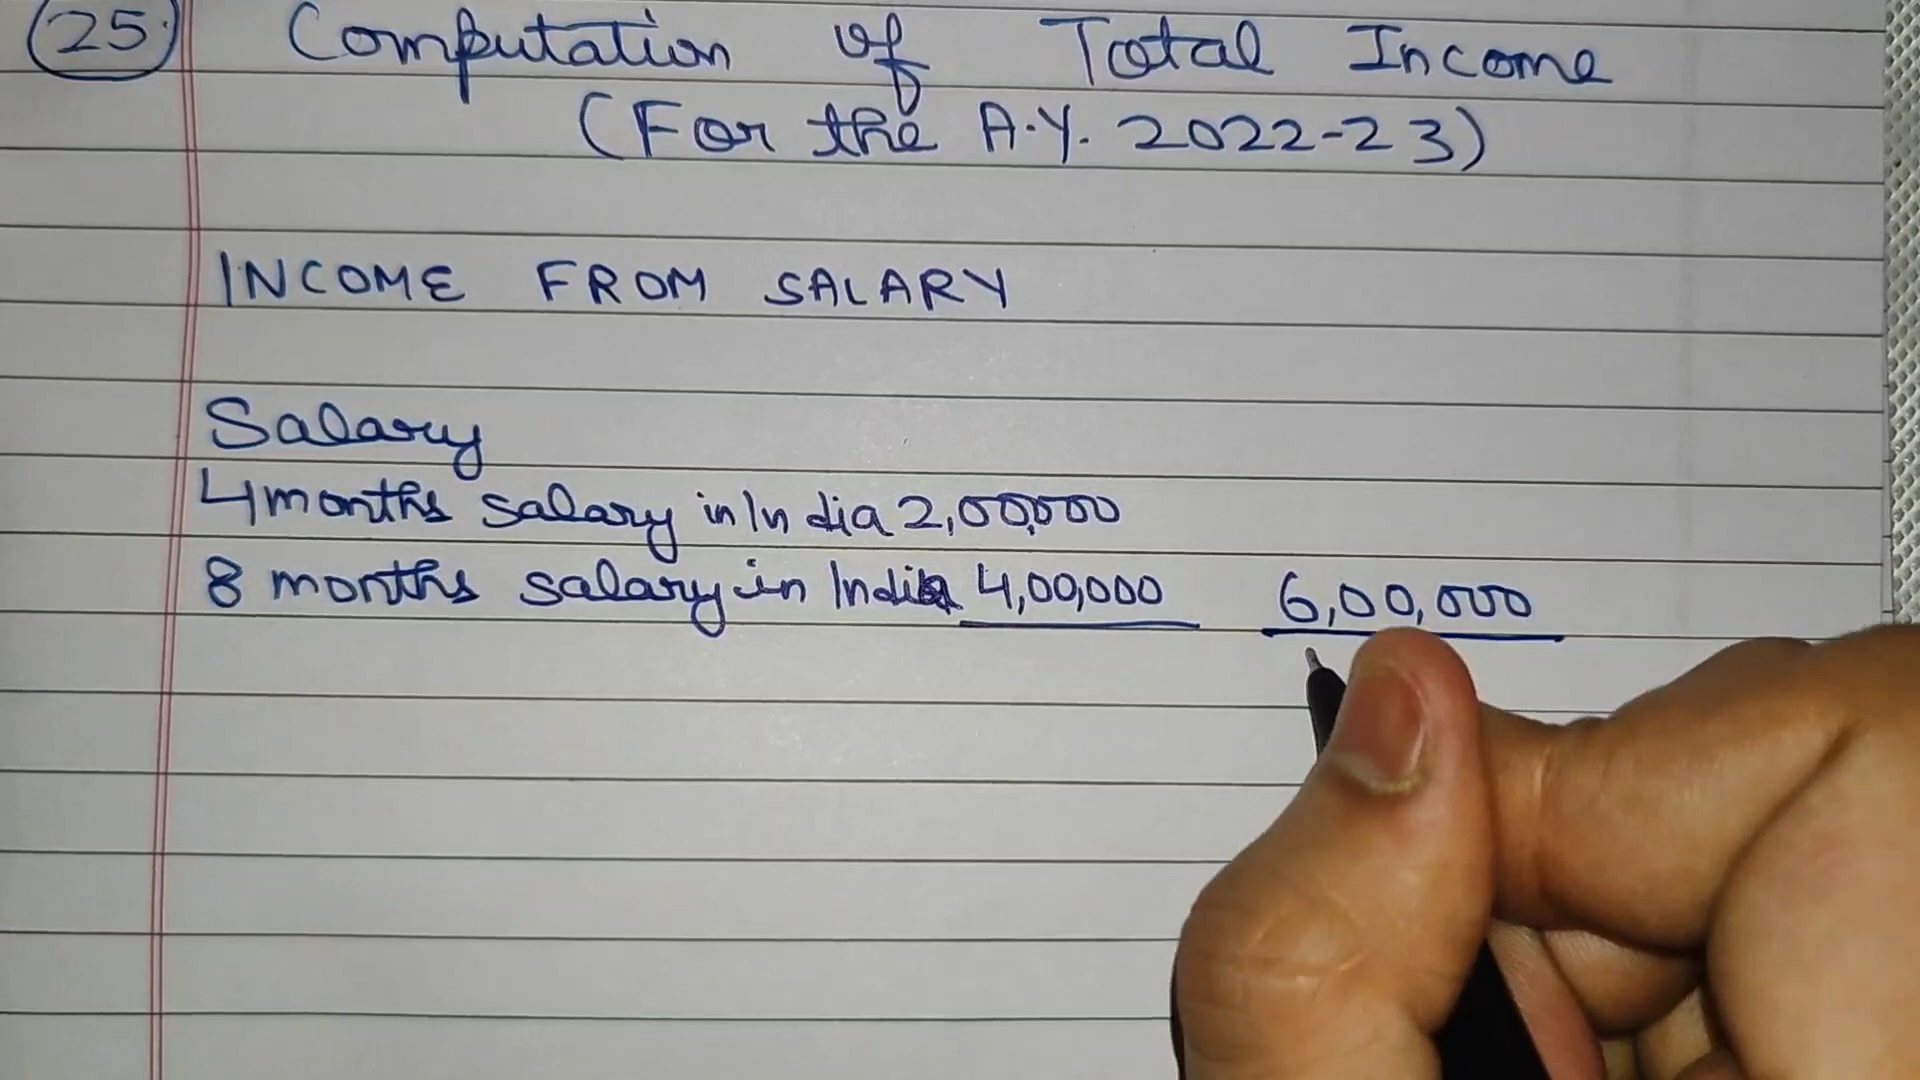 25.
Computation of Total Income
(For the A.Y. 2022-23)
INCOME FROM SALARY
Salary
4 months salary in India 2,00,000
8 months salary in India 4,00,000 6,00,000